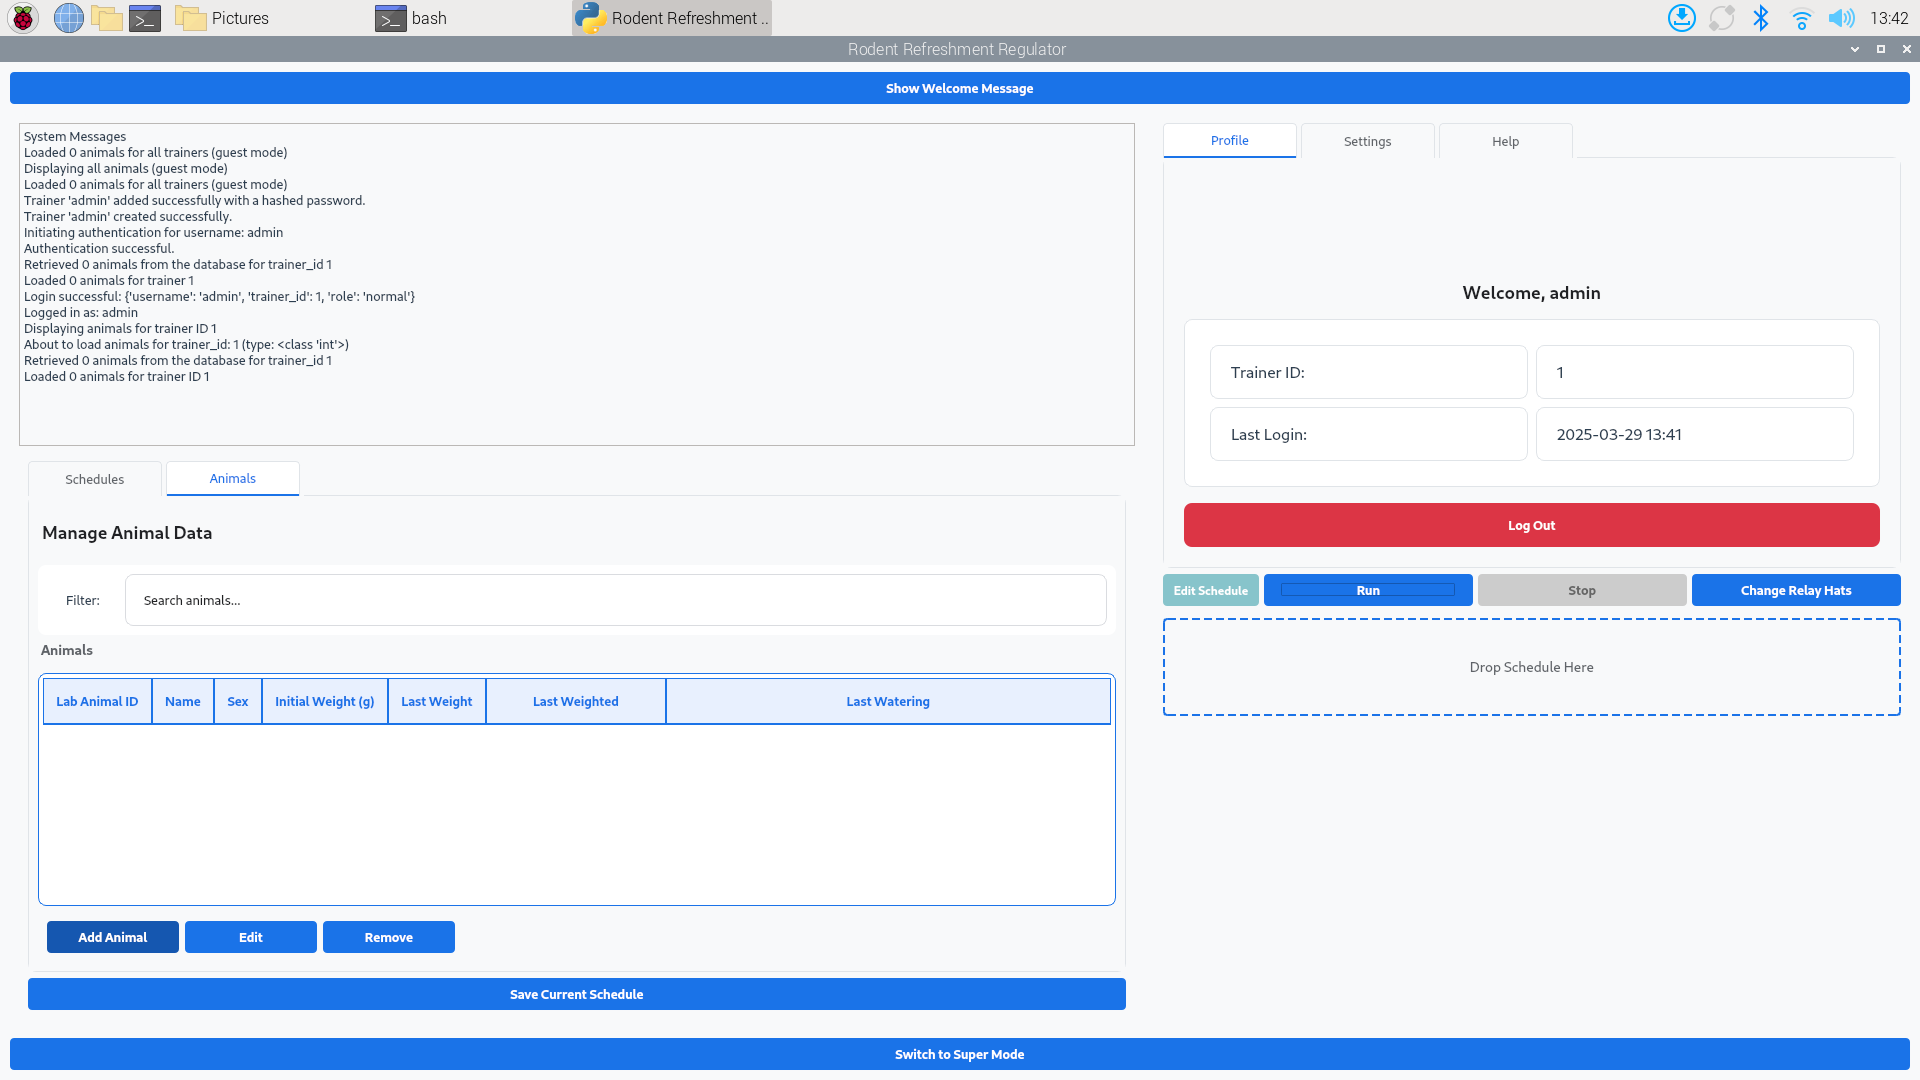 Pictures
bash
Rodent Refreshment ..
13:42
Rodent Refreshment Regulator
Show Welcome Message
System Messages
Loaded 0 animals for all trainers (guest mode)
Displaying all animals (guest mode)
Loaded 0 animals for all trainers (guest mode)
Trainer 'admin' added successfully with a hashed password.
Trainer 'admin' created successfully.
Initiating authentication for username: admin
Authentication successful.
Retrieved 0 animals from the database for trainer_id 1
Loaded 0 animals for trainer 1
Login successful: {'username': 'admin', 'trainer_id': 1, 'role': 'normal'}
Logged in as: admin
Displaying animals for trainer ID 1
About to load animals for trainer_id: 1 (type: <class 'int'>)
Retrieved 0 animals from the database for trainer_id 1
Loaded 0 animals for trainer ID 1
Schedules
Animals
Manage Animal Data
Filter:
Search animals...
Animals
Lab Animal ID
Name
Sex
Initial Weight (g)
Last Weight
Last Weighted
Last Watering
Add Animal
Edit
Remove
Save Current Schedule
Profile
Settings
Help
Welcome, admin
Trainer ID:
1
Last Login:
2025-03-29 13:41
Log Out
Edit Schedule
Run
Stop
Change Relay Hats
Drop Schedule Here
Switch to Super Mode